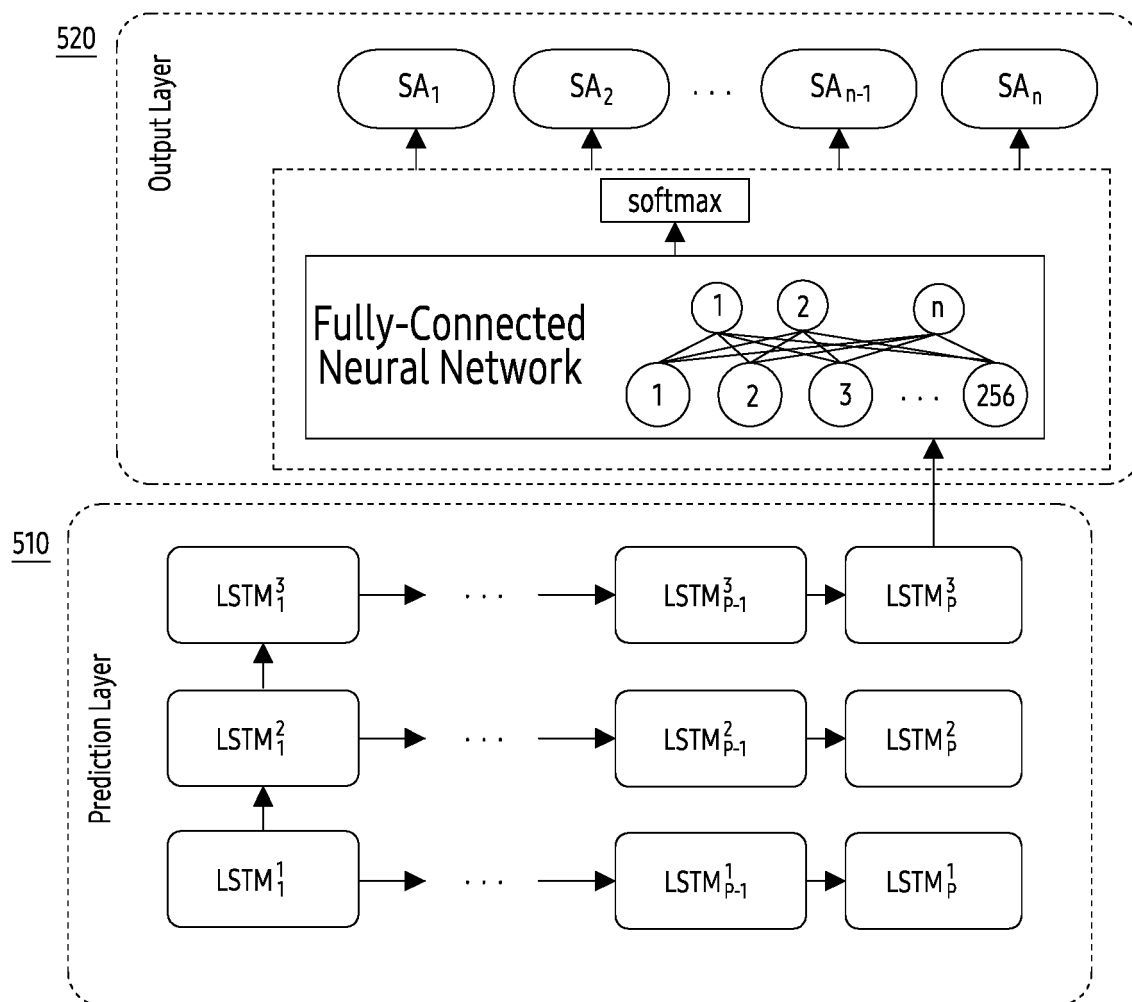 520
Output Layer
SA₁ SA₂ . . . SAₙ₋₁ SAₙ
softmax
Fully-Connected
Neural Network
1 2 n
1 2 3 . . . 256
510
Prediction Layer
LSTM³₁ . . . LSTM³P-1 LSTM³P
LSTM²₁ . . . LSTM²P-1 LSTM²P
LSTM¹₁ . . . LSTM¹P-1 LSTM¹P